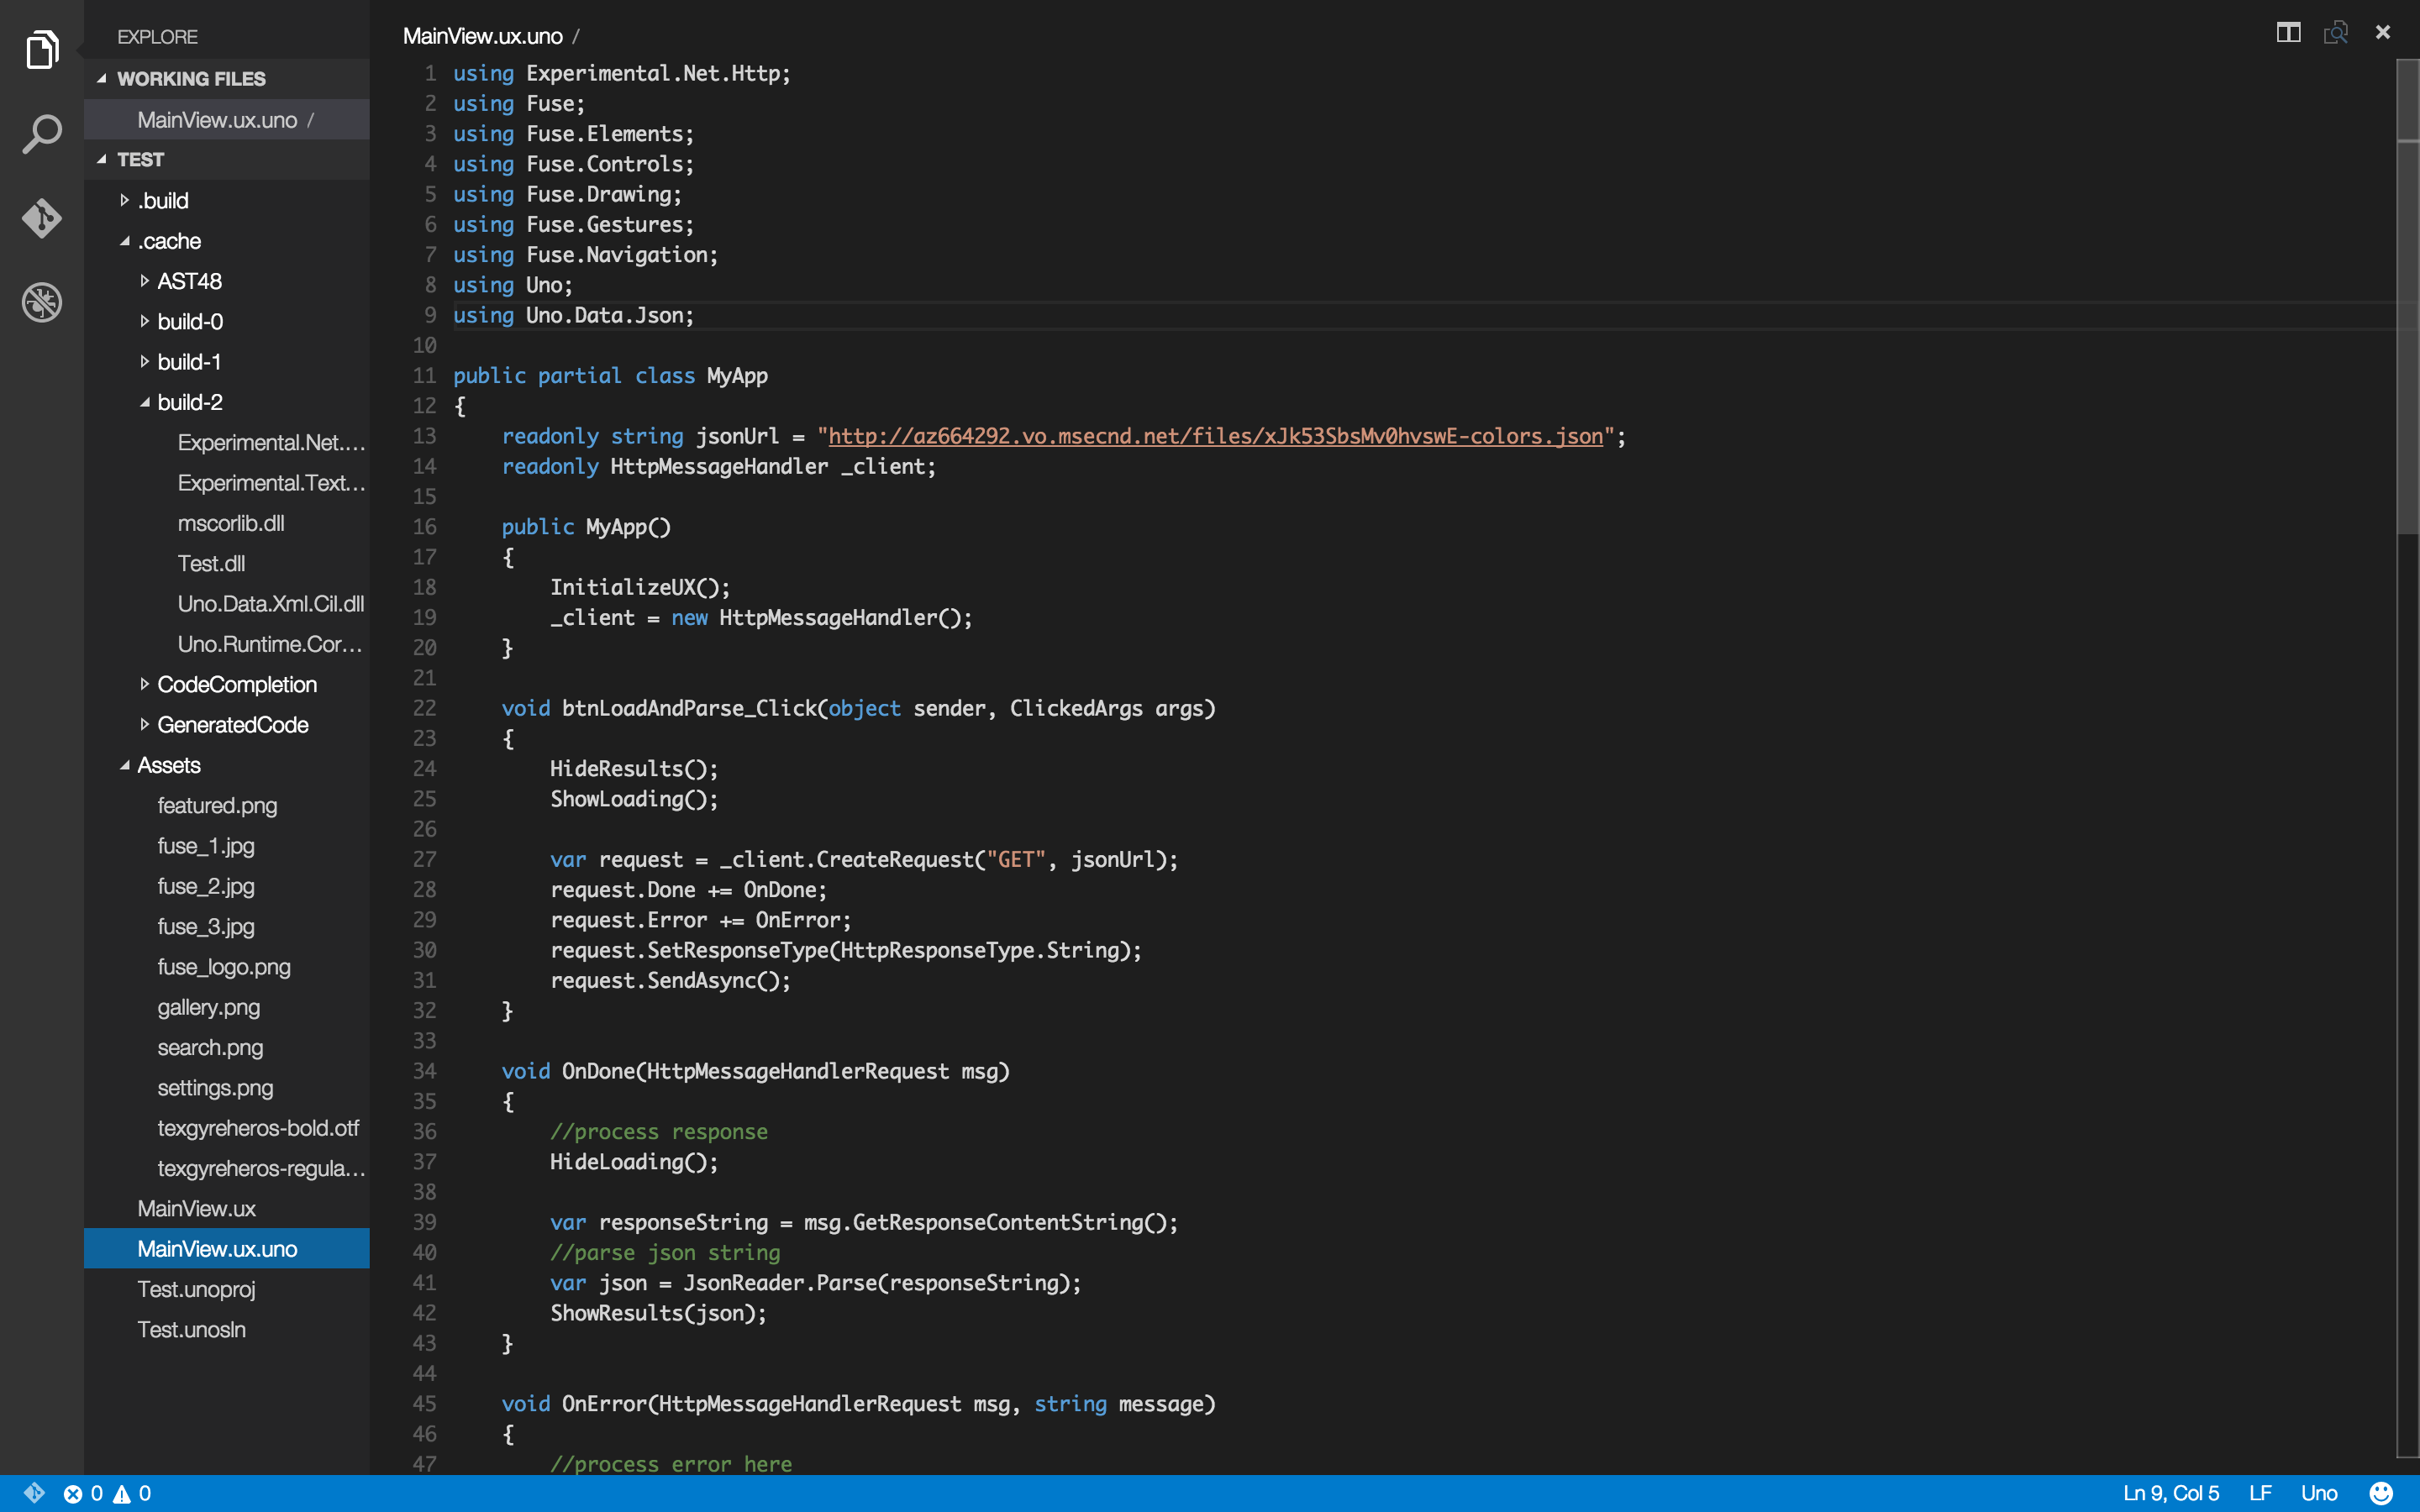 EXPLORE
WORKING FILES
MainView.ux.uno /
TEST
.build
.cache
AST48
build-0
build-1
build-2
Experimental.Net....
Experimental.Text...
mscorlib.dll
Test.dll
Uno.Data.Xml.Cil.dll
Uno.Runtime.Cor...
CodeCompletion
GeneratedCode
Assets
featured.png
fuse_1.jpg
fuse_2.jpg
fuse_3.jpg
fuse_logo.png
gallery.png
search.png
settings.png
texgyreheros-bold.otf
texgyreheros-regula...
MainView.ux
MainView.ux.uno
Test.unoproj
Test.unosln
MainView.ux.uno /
1 using Experimental.Net.Http;
2 using Fuse;
3 using Fuse.Elements;
4 using Fuse.Controls;
5 using Fuse.Drawing;
6 using Fuse.Gestures;
7 using Fuse.Navigation;
8 using Uno;
9 using Uno.Data.Json;
10
11 public partial class MyApp
12 {
13     readonly string jsonUrl = "http://az664292.vo.msecnd.net/files/xJk53SbsMv0hvswE-colors.json";
14     readonly HttpMessageHandler _client;
15
16     public MyApp()
17     {
18         InitializeUX();
19         _client = new HttpMessageHandler();
20     }
21
22     void btnLoadAndParse_Click(object sender, ClickedArgs args)
23     {
24         HideResults();
25         ShowLoading();
26
27         var request = _client.CreateRequest("GET", jsonUrl);
28         request.Done += OnDone;
29         request.Error += OnError;
30         request.SetResponseType(HttpResponseType.String);
31         request.SendAsync();
32     }
33
34     void OnDone(HttpMessageHandlerRequest msg)
35     {
36         //process response
37         HideLoading();
38
39         var responseString = msg.GetResponseContentString();
40         //parse json string
41         var json = JsonReader.Parse(responseString);
42         ShowResults(json);
43     }
44
45     void OnError(HttpMessageHandlerRequest msg, string message)
46     {
47         //process error here
0 0
Ln 9, Col 5 LF Uno